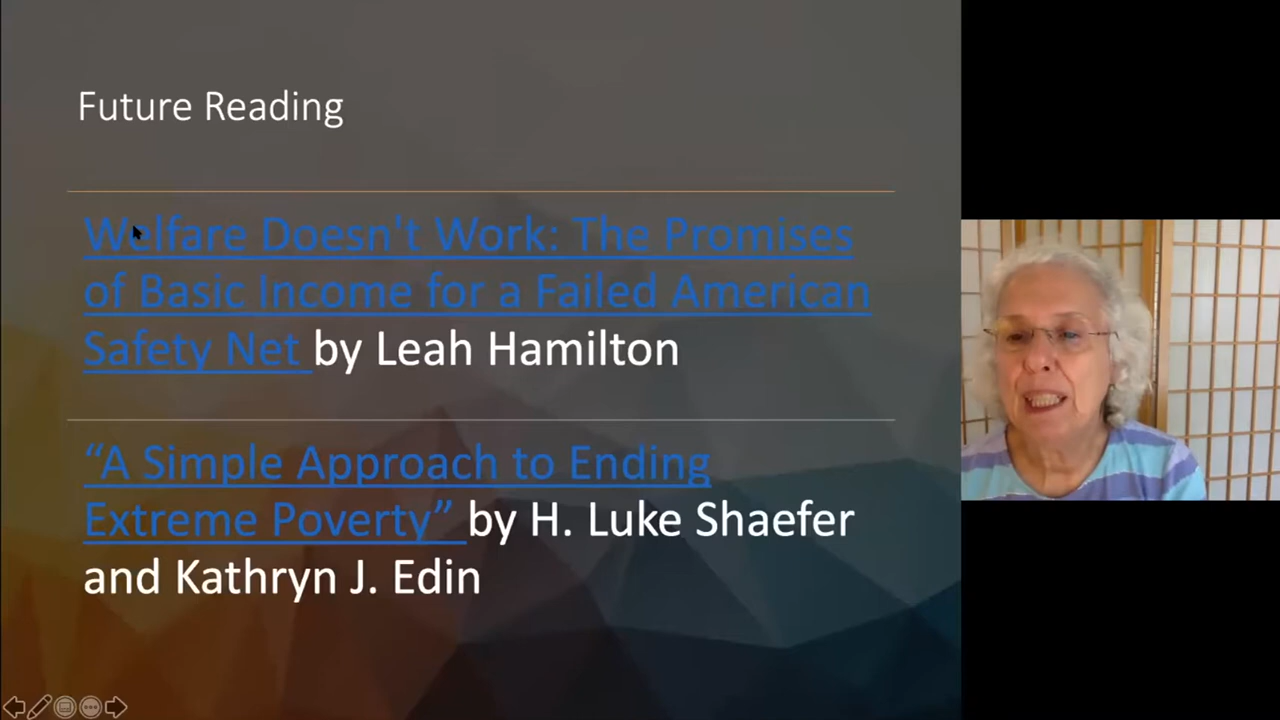 Future Reading
Welfare Doesn't Work: The Promises
of Basic Income for a Failed American
Safety Net by Leah Hamilton
“A Simple Approach to Ending
Extreme Poverty” by H. Luke Shaefer
and Kathryn J. Edin